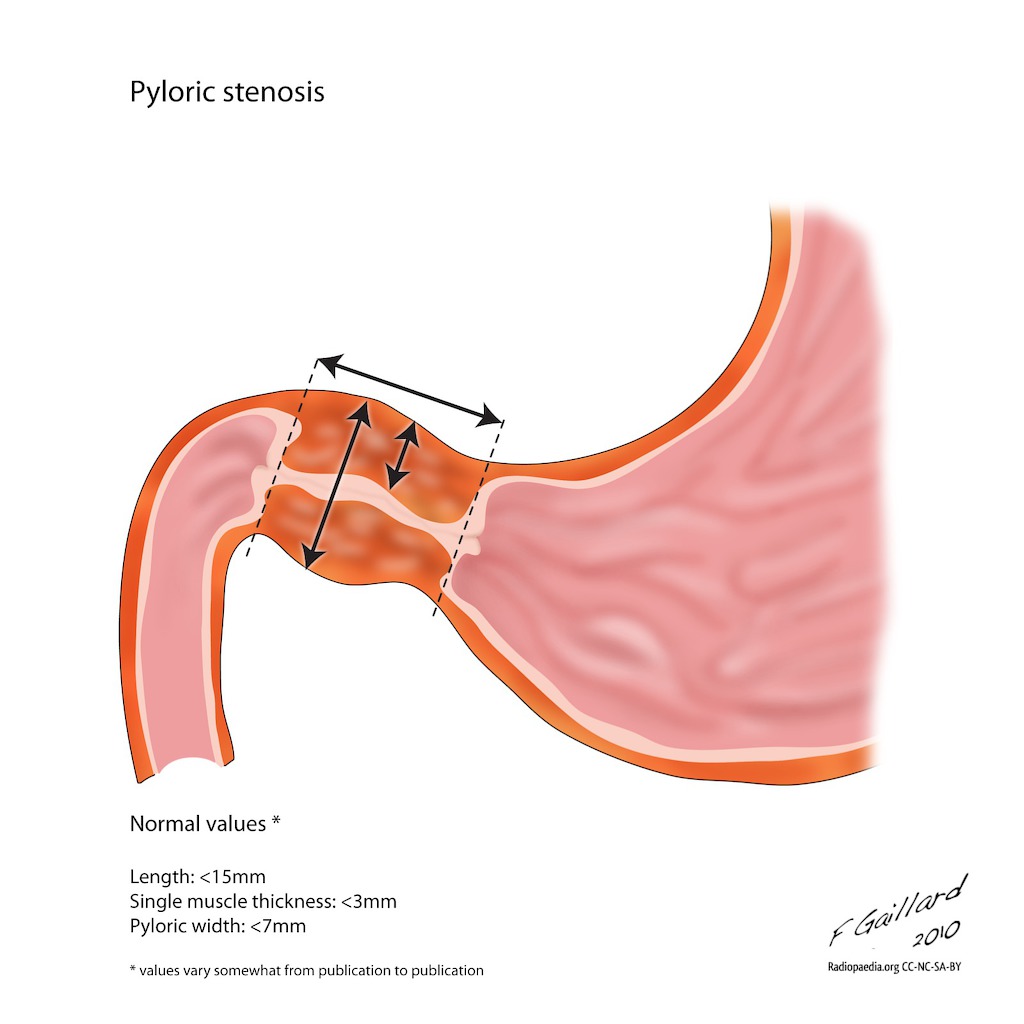 Pyloric stenosis
Normal values *
Length: <15mm
Single muscle thickness: <3mm
Pyloric width: <7mm
* values vary somewhat from publication to publication
F Gaillard
2010
Radiopaedia.org CC-NC-SA-BY